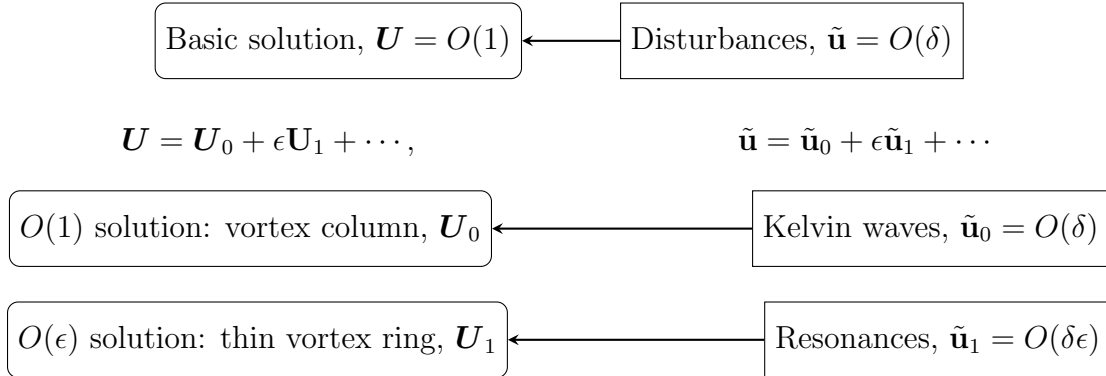 Basic solution, U = O(1) Disturbances, ũ = O(δ)
U = U₀ + ϵU₁ + ⋯ , ũ = ũ₀ + ϵũ₁ + ⋯
O(1) solution: vortex column, U₀ Kelvin waves, ũ₀ = O(δ)
O(ϵ) solution: thin vortex ring, U₁ Resonances, ũ₁ = O(δϵ)